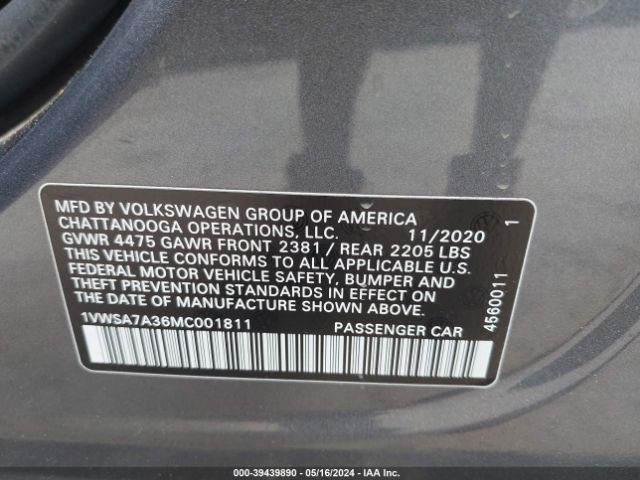 MFD BY VOLKSWAGEN GROUP OF AMERICA
CHATTANOOGA OPERATIONS, LLC. 11/2020
GVWR 4475 GAWR FRONT 2381 / REAR 2205 LBS
THIS VEHICLE CONFORMS TO ALL APPLICABLE U.S.
FEDERAL MOTOR VEHICLE SAFETY, BUMPER AND
THEFT PREVENTION STANDARDS IN EFFECT ON
THE DATE OF MANUFACTURE SHOWN ABOVE.
1VWSA7A36MC001811 PASSENGER CAR
4560011 1
000-39439890 - 05/16/2024 - IAA Inc.